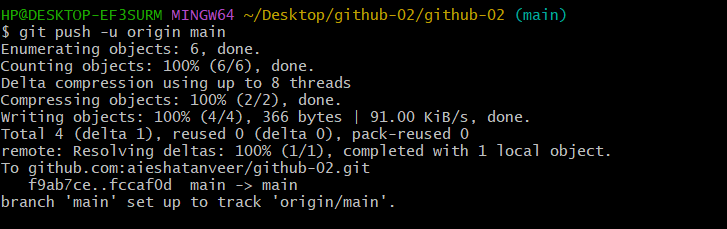 HP@DESKTOP-EF3SURM MINGW64 ~/Desktop/github-02/github-02 (main)
$ git push -u origin main
Enumerating objects: 6, done.
Counting objects: 100% (6/6), done.
Delta compression using up to 8 threads
Compressing objects: 100% (2/2), done.
Writing objects: 100% (4/4), 366 bytes | 91.00 KiB/s, done.
Total 4 (delta 1), reused 0 (delta 0), pack-reused 0
remote: Resolving deltas: 100% (1/1), completed with 1 local object.
To github.com:aieshatanveer/github-02.git
   f9ab7ce..fccaf0d  main -> main
branch 'main' set up to track 'origin/main'.